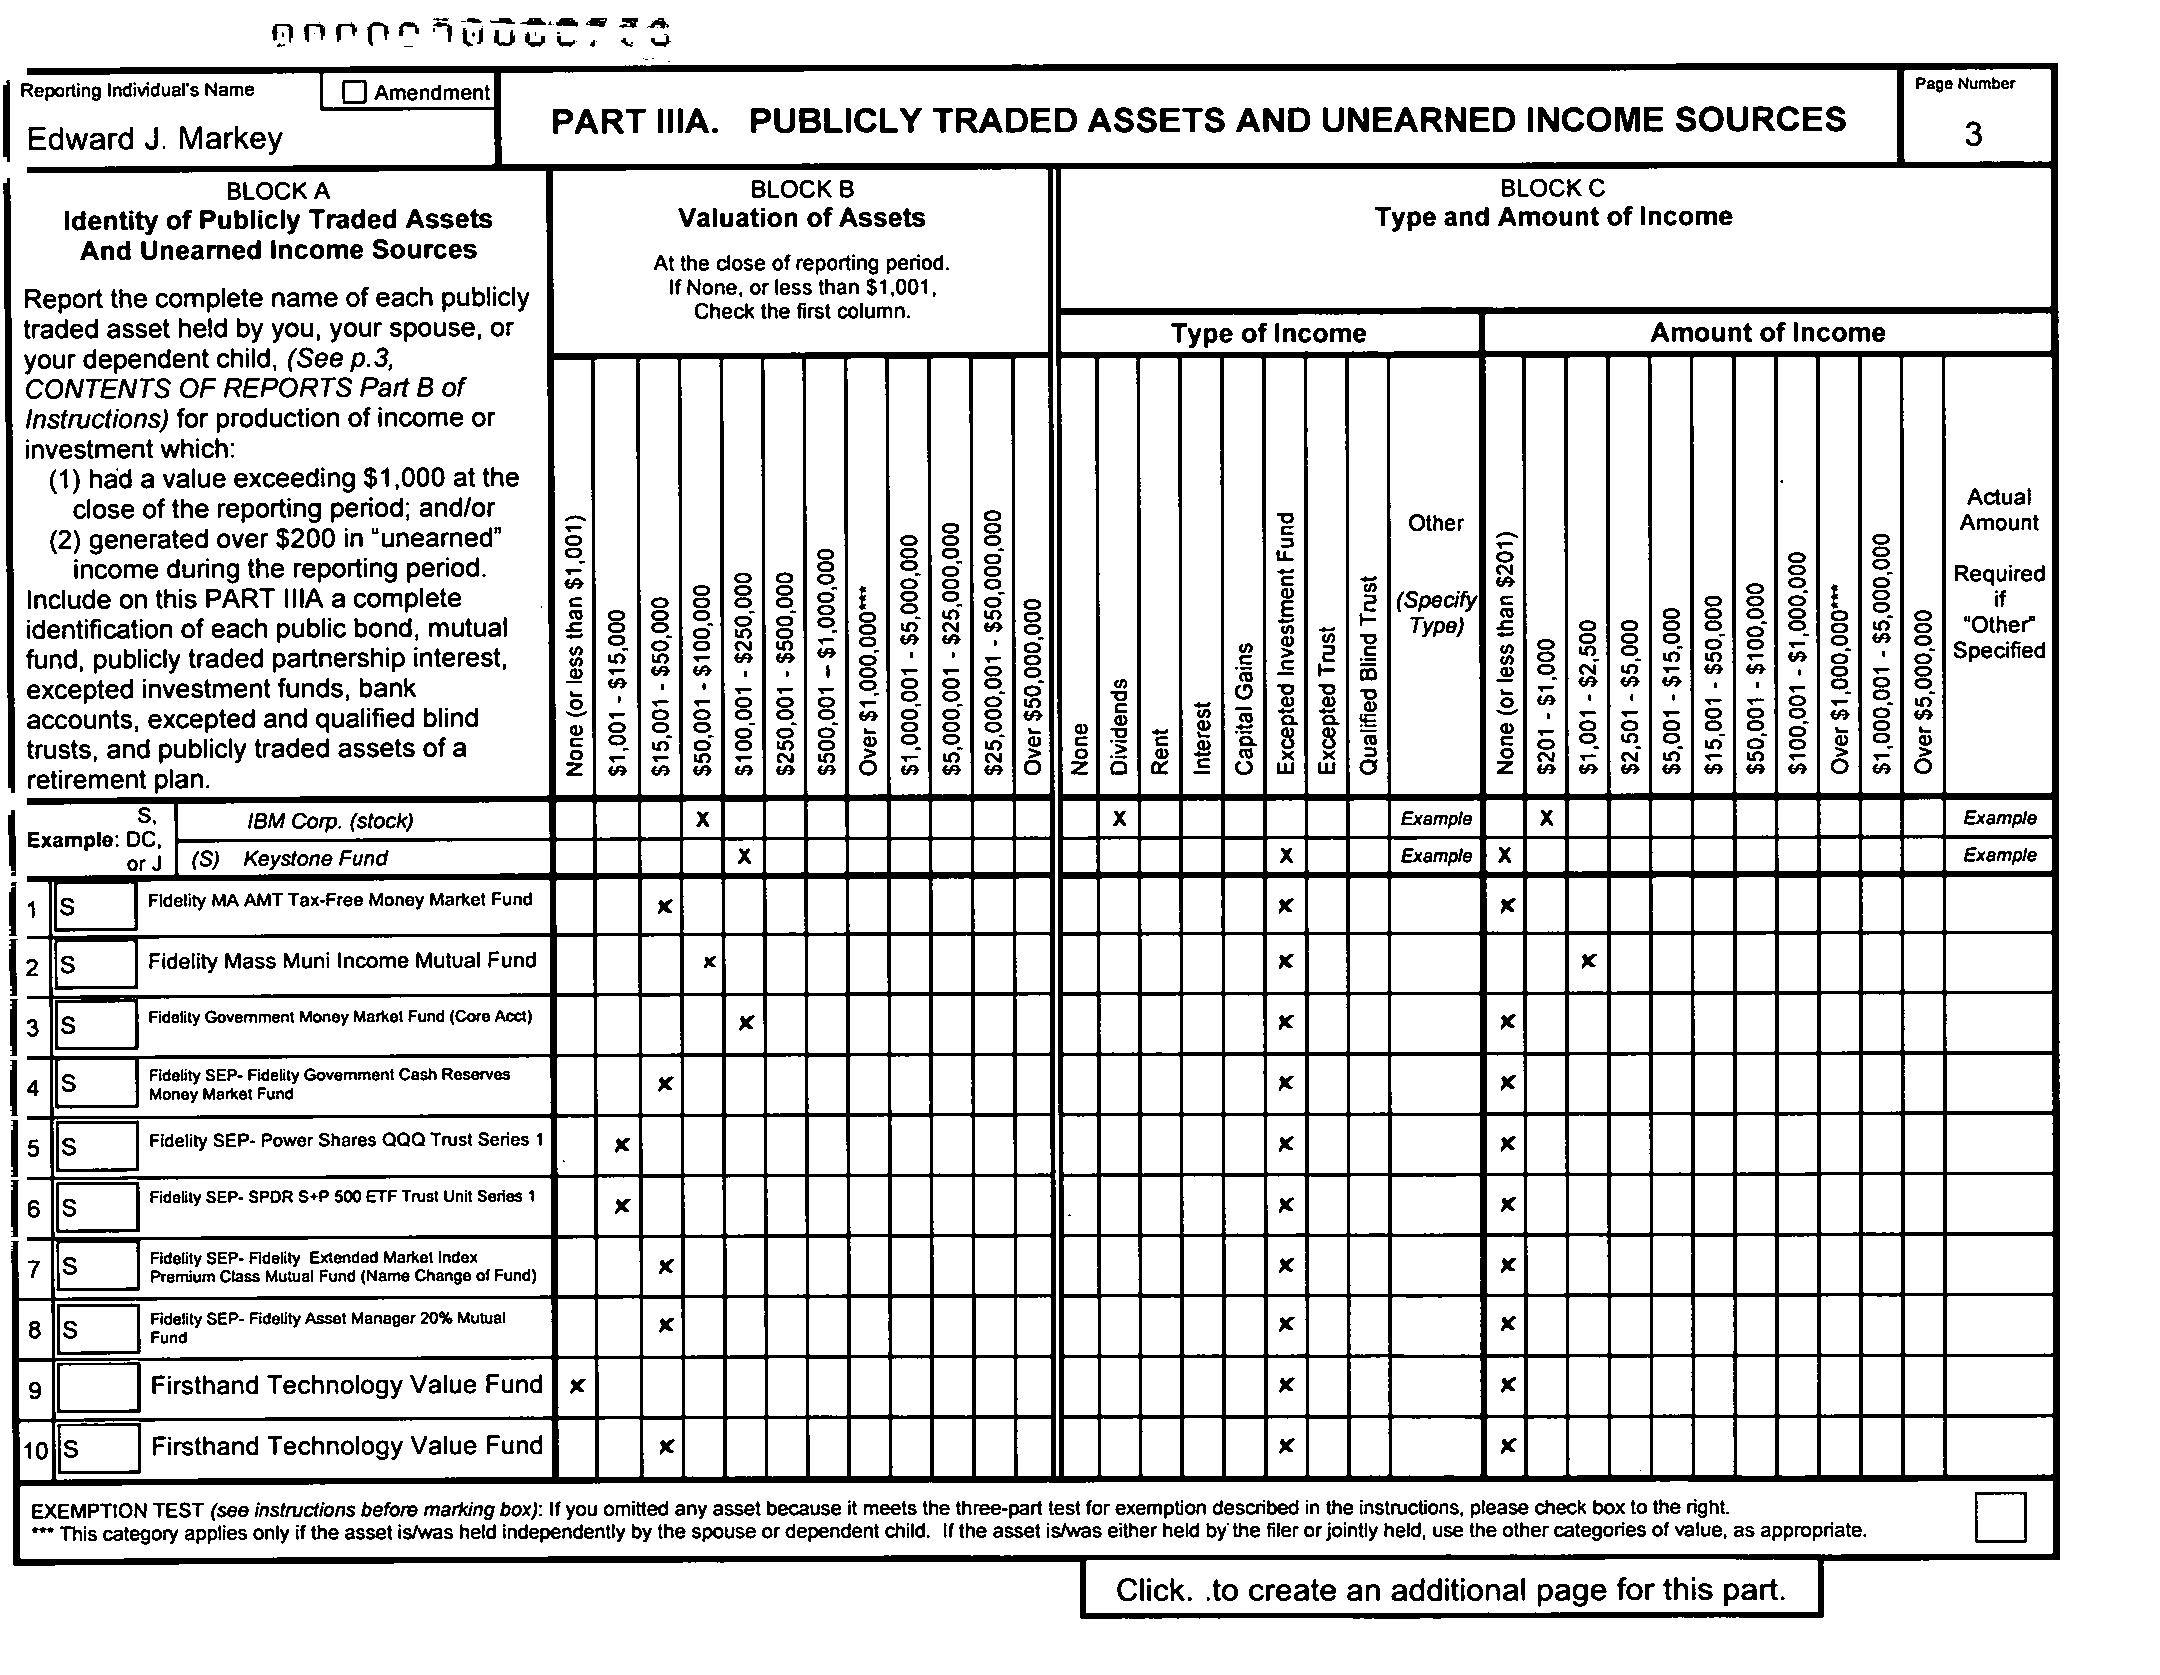 Reporting Individual's Name
Amendment
Edward J. Markey
PART IIIA. PUBLICLY TRADED ASSETS AND UNEARNED INCOME SOURCES
Page Number
3
BLOCK A
Identity of Publicly Traded Assets
And Unearned Income Sources
Report the complete name of each publicly
traded asset held by you, your spouse, or
your dependent child, (See p.3,
CONTENTS OF REPORTS Part B of
Instructions) for production of income or
investment which:
(1) had a value exceeding $1,000 at the
close of the reporting period; and/or
(2) generated over $200 in "unearned"
income during the reporting period.
Include on this PART IIIA a complete
identification of each public bond, mutual
fund, publicly traded partnership interest,
excepted investment funds, bank
accounts, excepted and qualified blind
trusts, and publicly traded assets of a
retirement plan.
BLOCK B
Valuation of Assets
At the close of reporting period.
If None, or less than $1,001,
Check the first column.
None (or less than $1,001)
$1,001 - $15,000
$15,001 - $50,000
$50,001 - $100,000
$100,001 - $250,000
$250,001 - $500,000
$500,001 - $1,000,000
Over $1,000,000***
$1,000,001 - $5,000,000
$5,000,001 - $25,000,000
$25,000,001 - $50,000,000
Over $50,000,000
BLOCK C
Type and Amount of Income
Type of Income
None
Dividends
Rent
Interest
Capital Gains
Excepted Investment Fund
Excepted Trust
Qualified Blind Trust
Other
(Specify
Type)
Amount of Income
None (or less than $201)
$201 - $1,000
$1,001 - $2,500
$2,501 - $5,000
$5,001 - $15,000
$15,001 - $50,000
$50,001 - $100,000
$100,001 - $1,000,000
Over $1,000,000***
$1,000,001 - $5,000,000
Over $5,000,000
Actual
Amount
Required
if
"Other"
Specified
Example: S, DC, or J
IBM Corp. (stock) X X Example X Example
(S) Keystone Fund X X Example X Example
1 S Fidelity MA AMT Tax-Free Money Market Fund x x x
2 S Fidelity Mass Muni Income Mutual Fund x x x
3 S Fidelity Government Money Market Fund (Core Acct) x x x
4 S Fidelity SEP- Fidelity Government Cash Reserves
Money Market Fund x x x
5 S Fidelity SEP- Power Shares QQQ Trust Series 1 x x x
6 S Fidelity SEP- SPDR S+P 500 ETF Trust Unit Series 1 x x x
7 S Fidelity SEP- Fidelity Extended Market Index
Premium Class Mutual Fund (Name Change of Fund) x x x
8 S Fidelity SEP- Fidelity Asset Manager 20% Mutual
Fund x x x
9 Firsthand Technology Value Fund x x x
10 S Firsthand Technology Value Fund x x x
EXEMPTION TEST (see instructions before marking box): If you omitted any asset because it meets the three-part test for exemption described in the instructions, please check box to the right.
*** This category applies only if the asset is/was held independently by the spouse or dependent child. If the asset is/was either held by the filer or jointly held, use the other categories of value, as appropriate.
Click. .to create an additional page for this part.